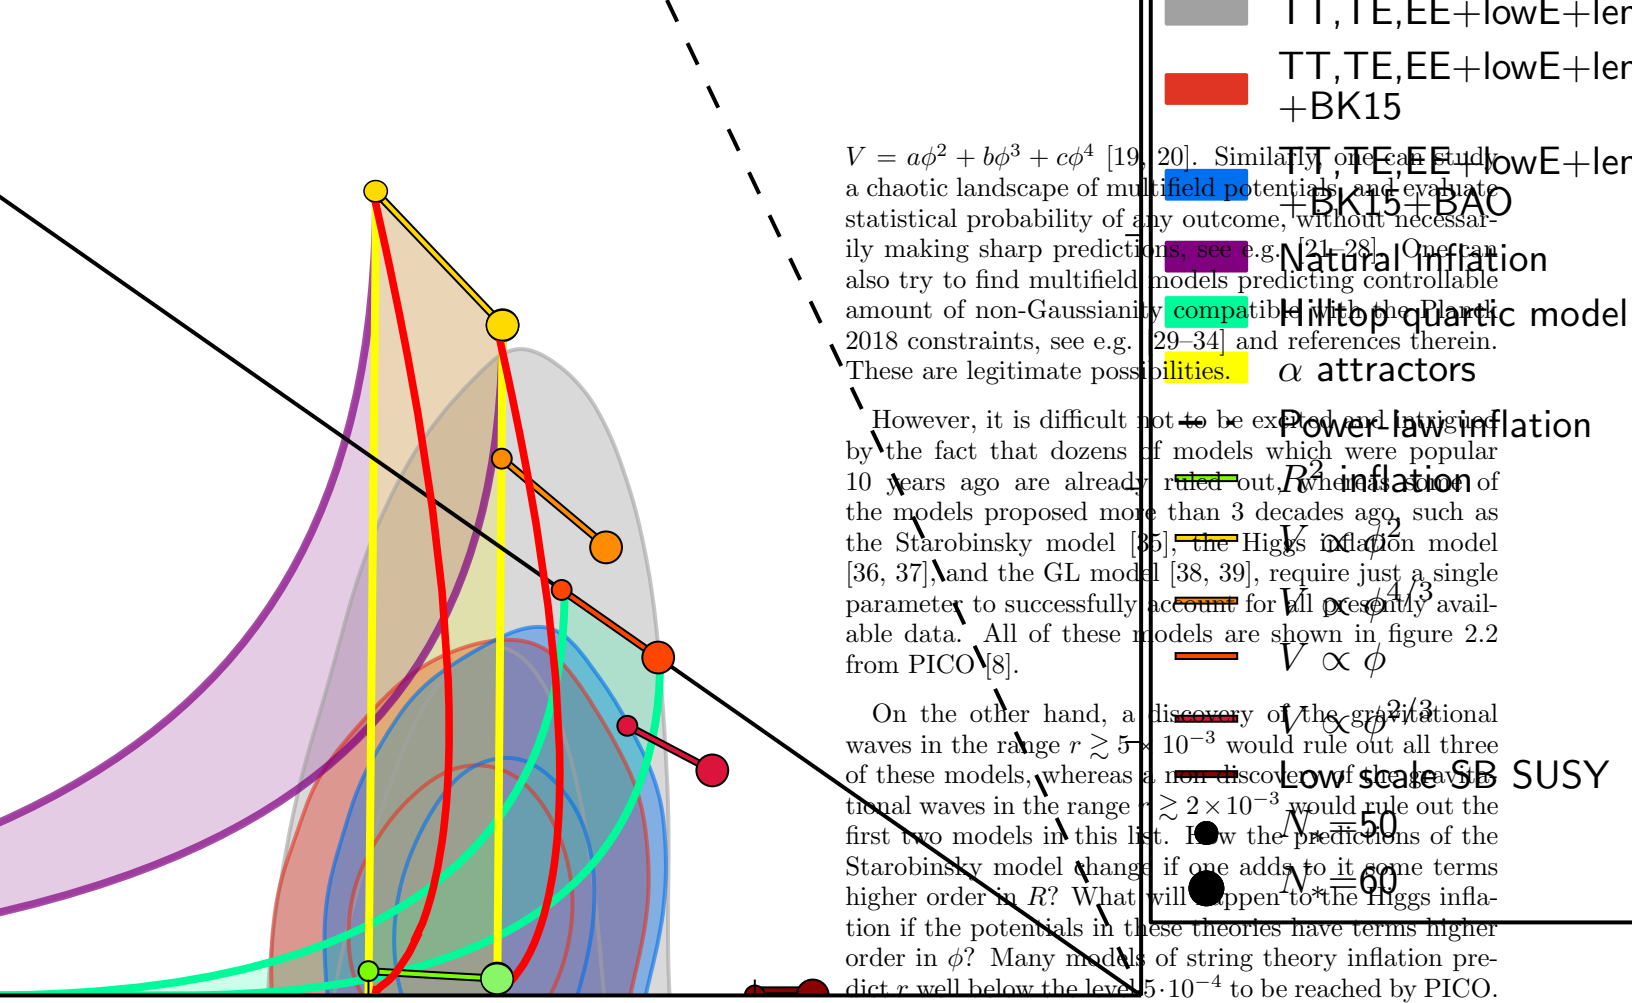 V = aϕ² + bϕ³ + cϕ⁴ [19, 20]. Similarly, one can study
a chaotic landscape of multifield potentials, and evaluate
statistical probability of any outcome, without necessar-
ily making sharp predictions, see e.g. [21–28]. One can
also try to find multifield models predicting controllable
amount of non-Gaussianity compatible with the Planck
2018 constraints, see e.g. [29–34] and references therein.
These are legitimate possibilities.
However, it is difficult not to be excited and intrigued
by the fact that dozens of models which were popular
10 years ago are already ruled out, whereas some of
the models proposed more than 3 decades ago, such as
the Starobinsky model [35], the Higgs inflation model
[36, 37], and the GL model [38, 39], require just a single
parameter to successfully account for all presently avail-
able data. All of these models are shown in figure 2.2
from PICO [8].
On the other hand, a discovery of the gravitational
waves in the range r ≳ 5 × 10⁻³ would rule out all three
of these models, whereas a non-discovery of the gravita-
tional waves in the range r ≳ 2 × 10⁻³ would rule out the
first two models in this list. How the predictions of the
Starobinsky model change if one adds to it some terms
higher order in R? What will happen to the Higgs infla-
tion if the potentials in these theories have terms higher
order in ϕ? Many models of string theory inflation pre-
dict r well below the level 5·10⁻⁴ to be reached by PICO.
TT,TE,EE+lowE+len
TT,TE,EE+lowE+len
+BK15
TT,TE,EE+lowE+len
+BK15+BAO
Natural inflation
Hilltop quartic model
α attractors
Power-law inflation
R² inflation
V ∝ ϕ²
V ∝ ϕ⁴/³
V ∝ ϕ
V ∝ ϕ²/³
Low scale SB SUSY
N∗=50
N∗=60